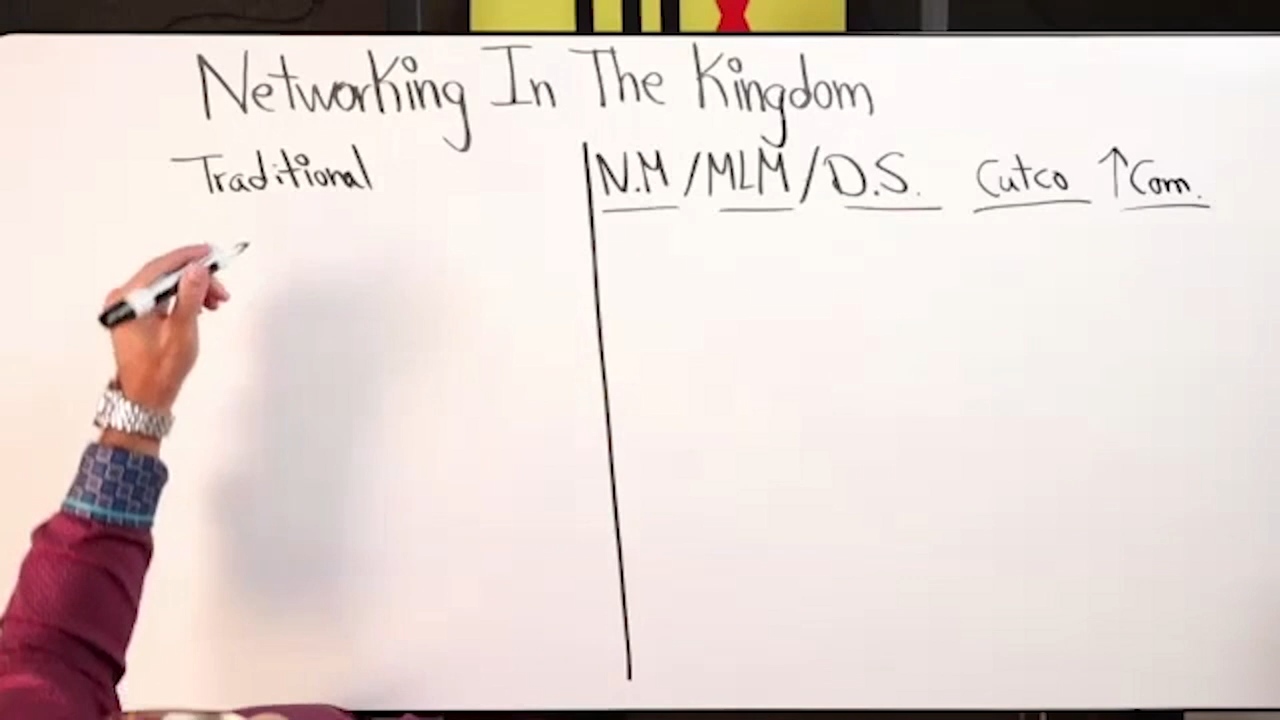 Networking In The Kingdom
Traditional
N.M / MLM / D.S. Cutco ↑Com.